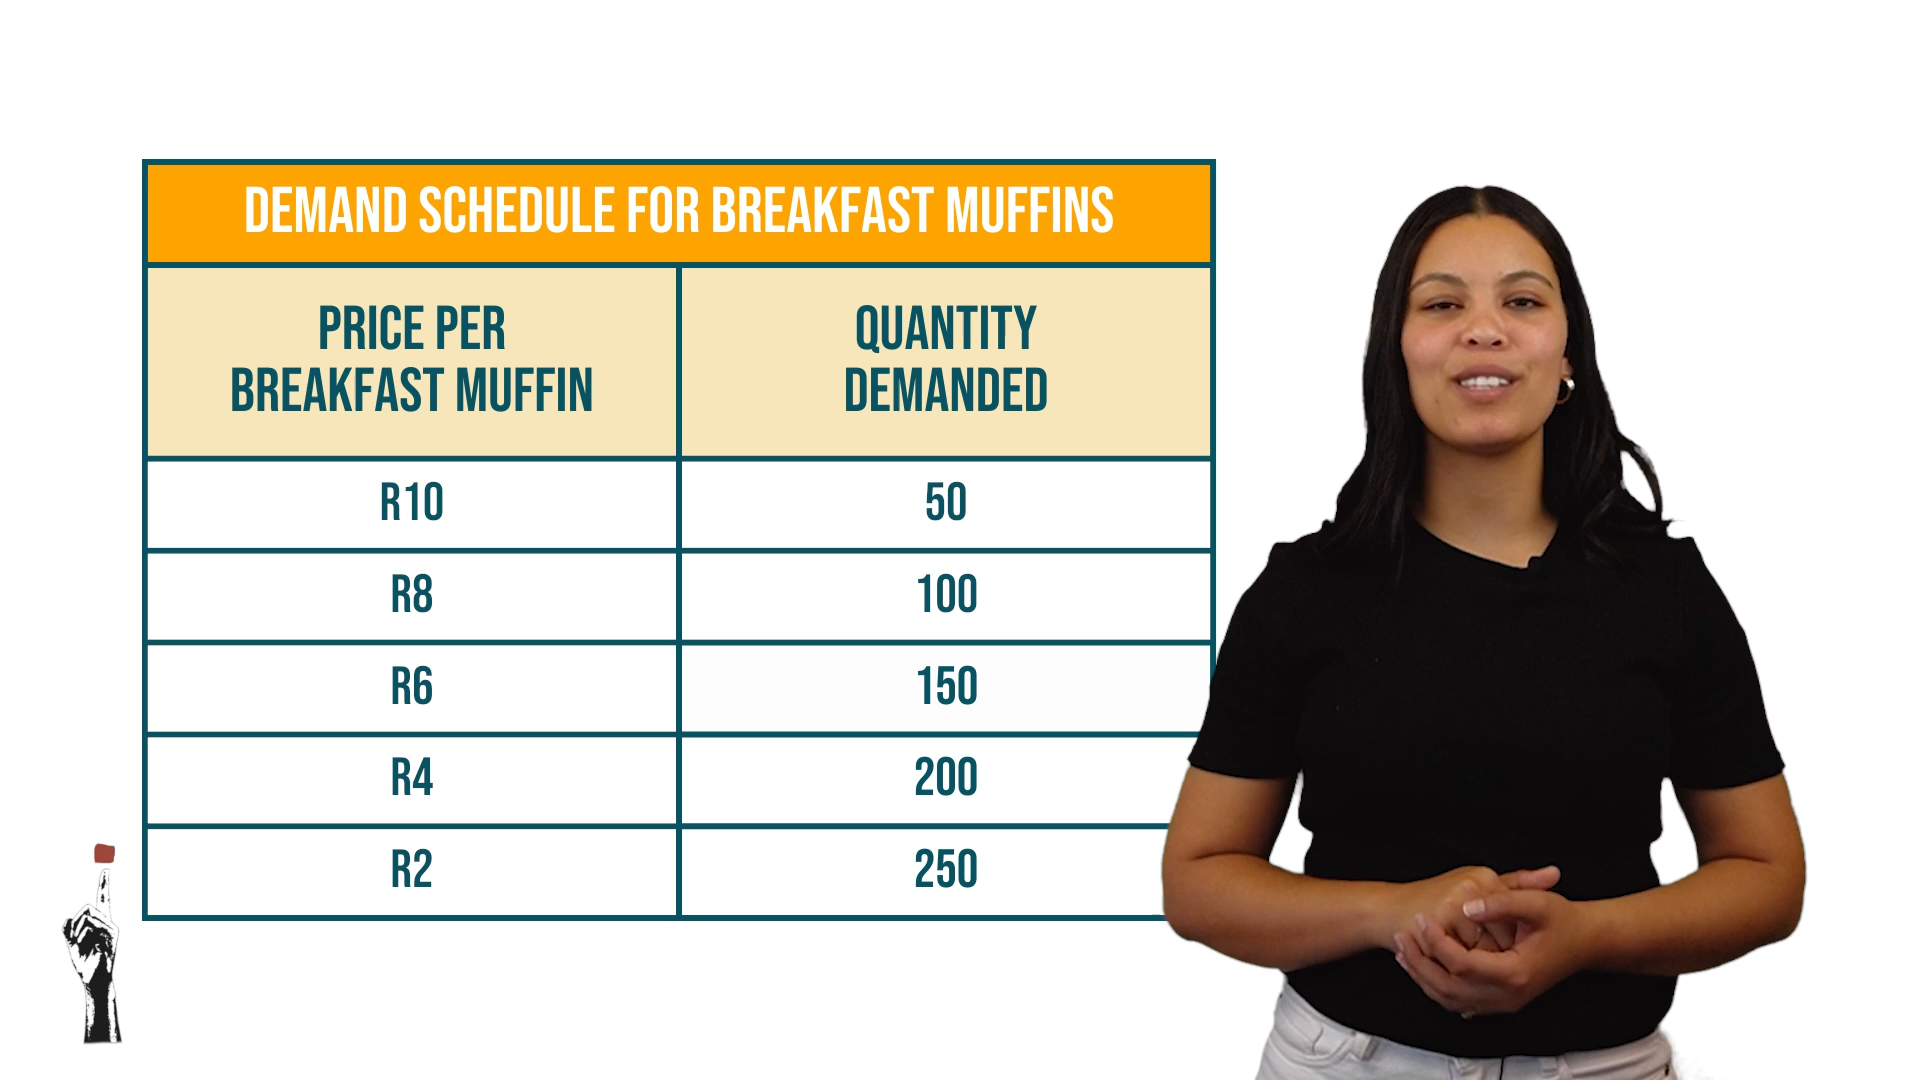 DEMAND SCHEDULE FOR BREAKFAST MUFFINS
PRICE PER
BREAKFAST MUFFIN
QUANTITY
DEMANDED
R10 50
R8 100
R6 150
R4 200
R2 250